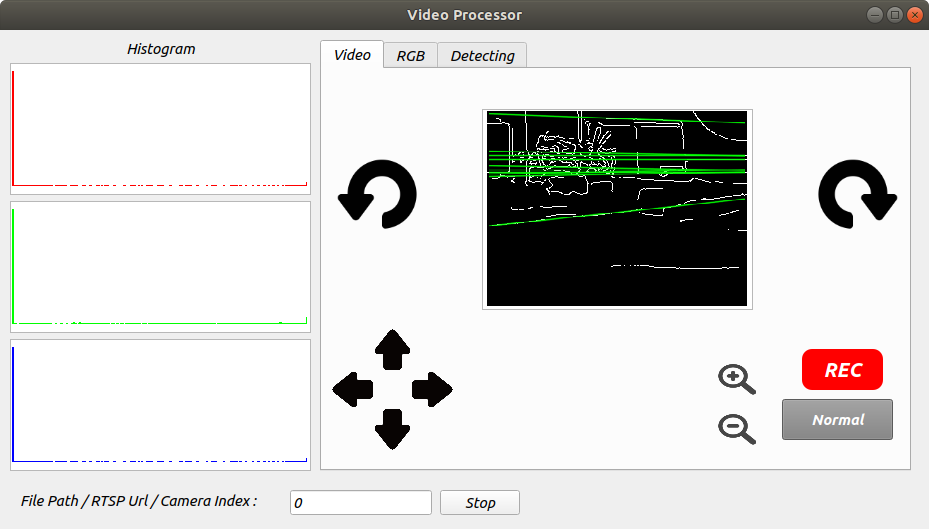 Video Processor
Histogram
Video
RGB
Detecting
REC
Normal
File Path / RTSP Url / Camera Index :
0
Stop